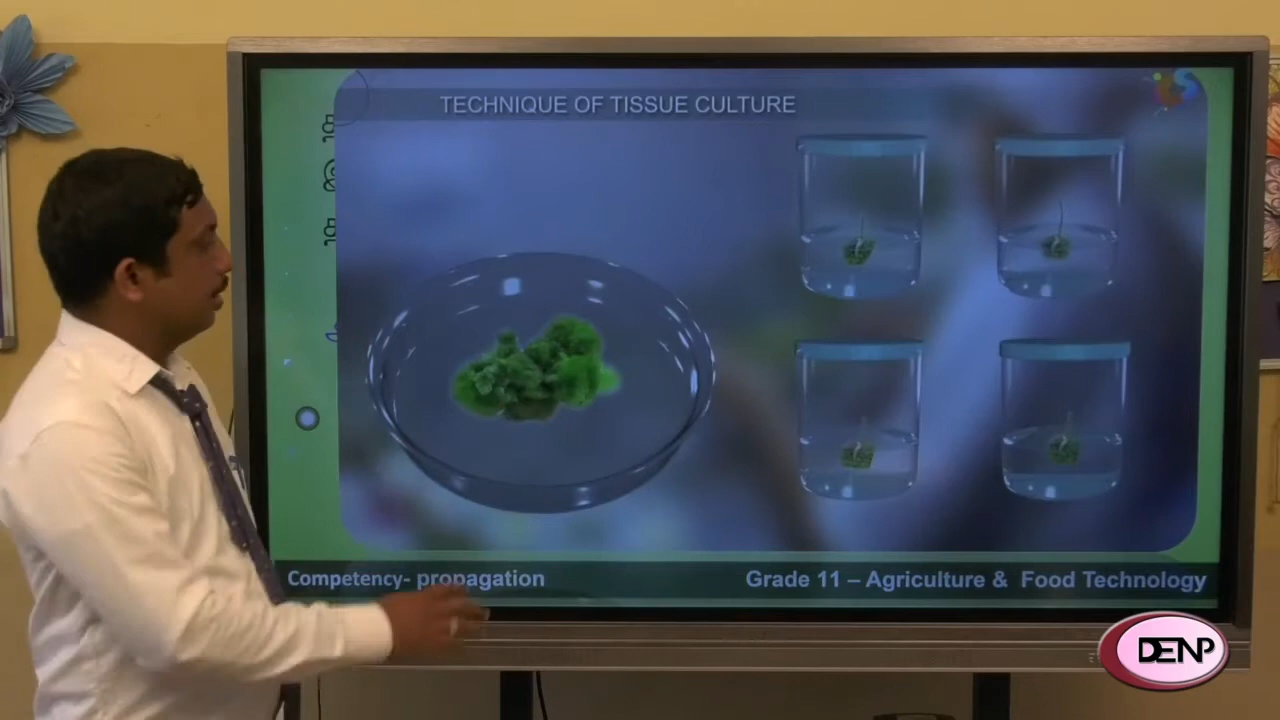 TECHNIQUE OF TISSUE CULTURE
Competency- propagation
Grade 11 – Agriculture & Food Technology
DENP